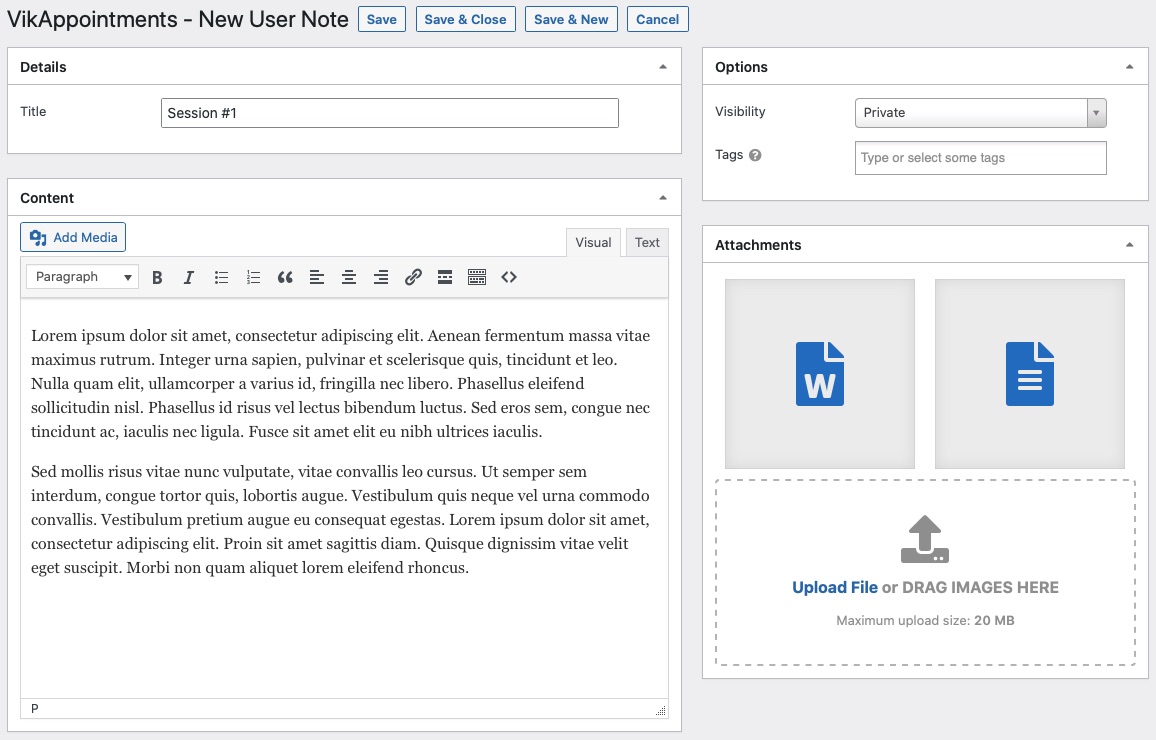 VikAppointments - New User Note Save Save & Close Save & New Cancel
Details
Title Session #1
Content
Add Media
Visual Text
Paragraph B I
Lorem ipsum dolor sit amet, consectetur adipiscing elit. Aenean fermentum massa vitae
maximus rutrum. Integer urna sapien, pulvinar et scelerisque quis, tincidunt et leo.
Nulla quam elit, ullamcorper a varius id, fringilla nec libero. Phasellus eleifend
sollicitudin nisl. Phasellus id risus vel lectus bibendum luctus. Sed eros sem, congue nec
tincidunt ac, iaculis nec ligula. Fusce sit amet elit eu nibh ultrices iaculis.
Sed mollis risus vitae nunc vulputate, vitae convallis leo cursus. Ut semper sem
interdum, congue tortor quis, lobortis augue. Vestibulum quis neque vel urna commodo
convallis. Vestibulum pretium augue eu consequat egestas. Lorem ipsum dolor sit amet,
consectetur adipiscing elit. Proin sit amet sagittis diam. Quisque dignissim vitae velit
eget suscipit. Morbi non quam aliquet lorem eleifend rhoncus.
P
Options
Visibility Private
Tags ? Type or select some tags
Attachments
W
Upload File or DRAG IMAGES HERE
Maximum upload size: 20 MB